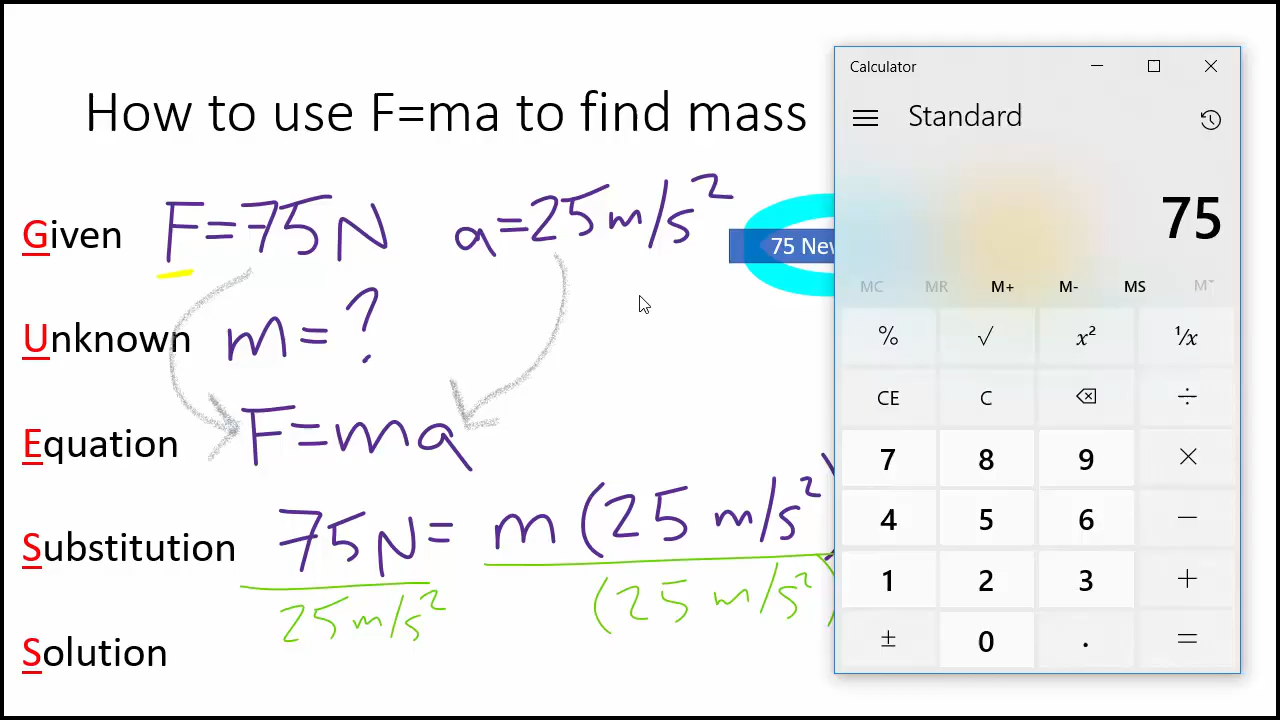 How to use F=ma to find mass
Given F=75N a=25m/s²
75 New
Unknown m=?
Equation F=ma
Substitution 75N= m(25 m/s²
25m/s² (25 m/s²)
Solution
Calculator
Standard
75
MC MR M+ M- MS M˅
% √ x² ¹/x
CE C ÷
7 8 9 ×
4 5 6 −
1 2 3 +
± 0 . =